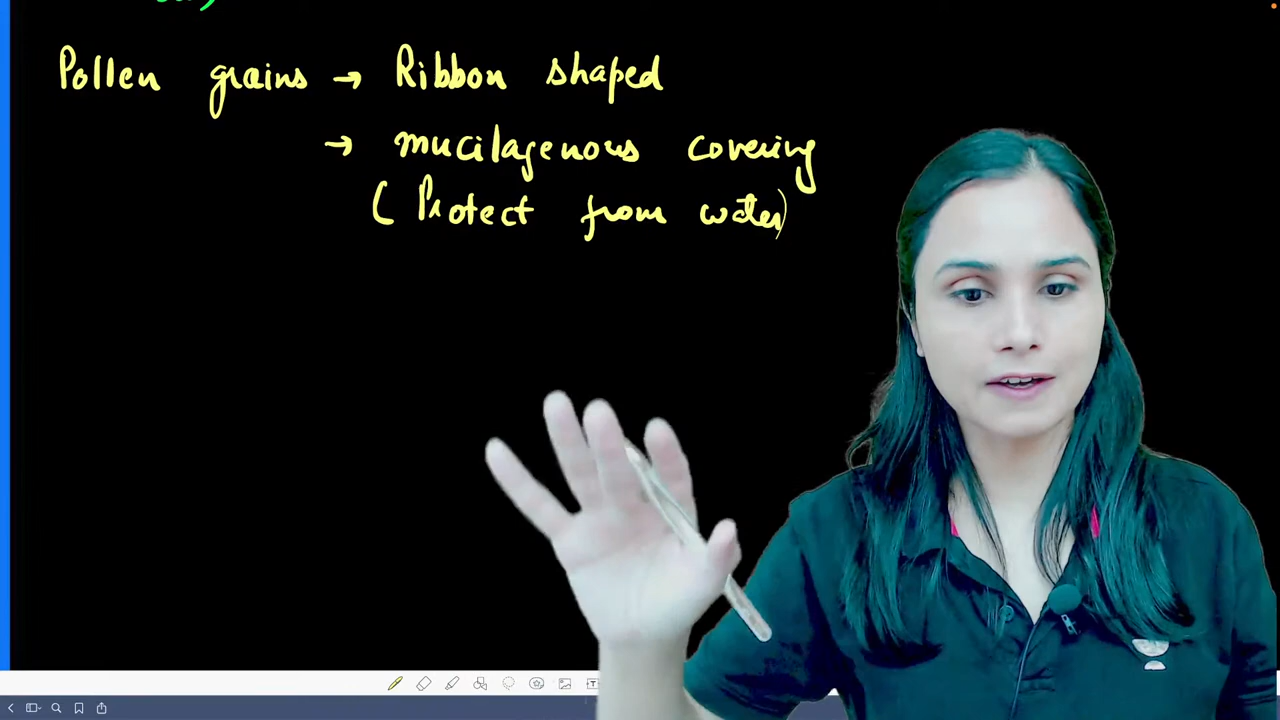 Pollen grains → Ribbon shaped
→ mucilagenous covering
(Protect from water)